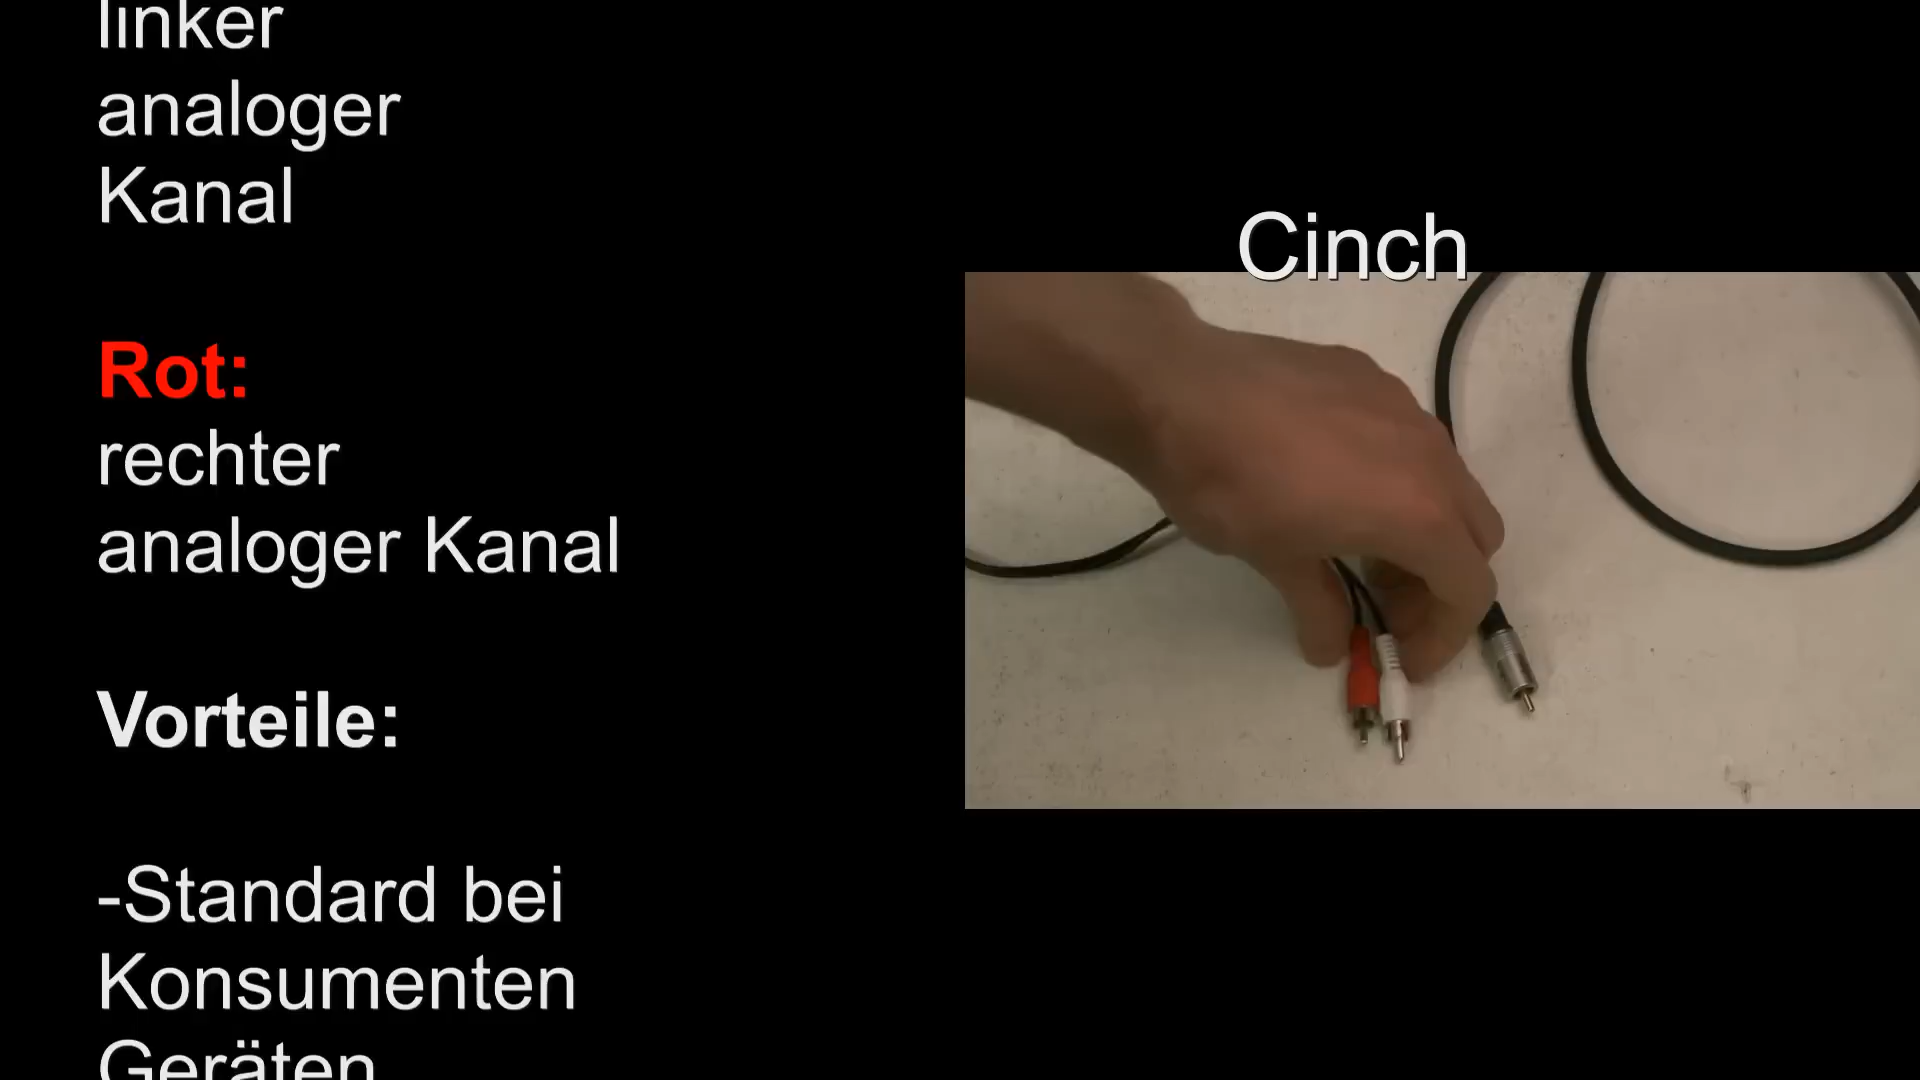 linker
analoger
Kanal
Rot:
rechter
analoger Kanal
Vorteile:
-Standard bei
Konsumenten
Geräten
Cinch